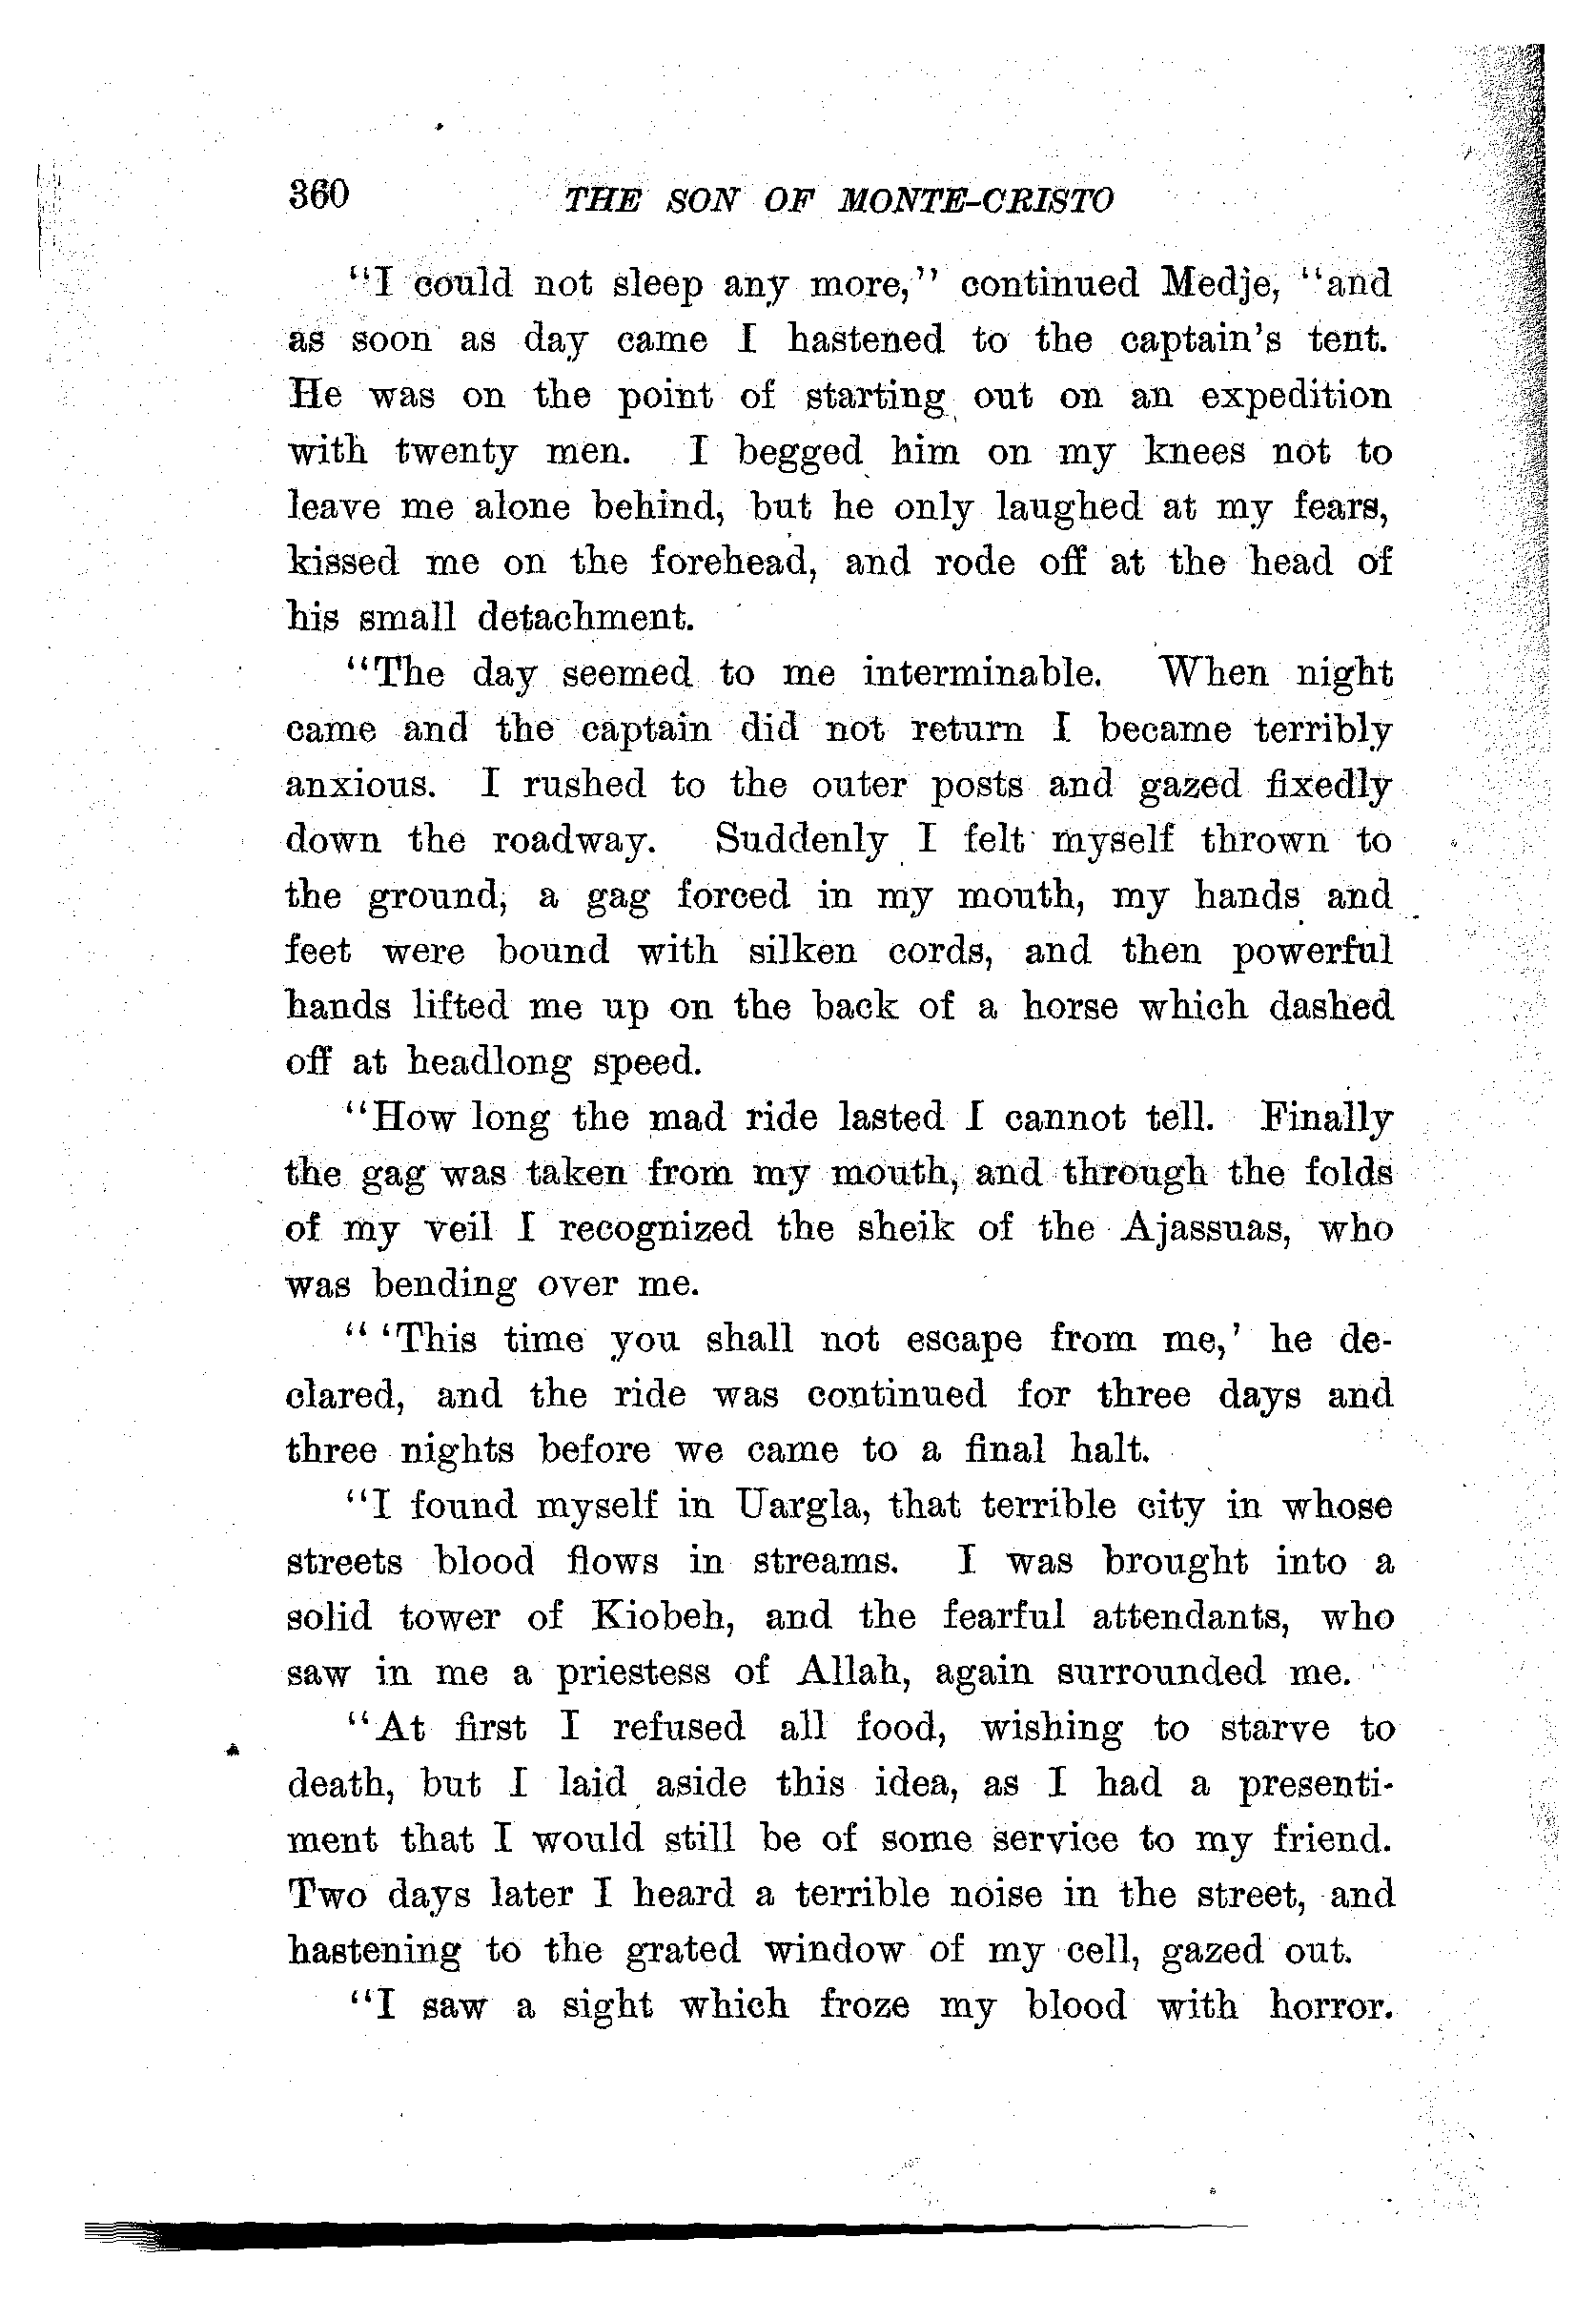 360 THE SON OF MONTE-CRISTO
"I could not sleep any more," continued Medje, "and
as soon as day came I hastened to the captain's tent.
He was on the point of starting out on an expedition
with twenty men. I begged him on my knees not to
leave me alone behind, but he only laughed at my fears,
kissed me on the forehead, and rode off at the head of
his small detachment.
"The day seemed to me interminable. When night
came and the captain did not return I became terribly
anxious. I rushed to the outer posts and gazed fixedly
down the roadway. Suddenly I felt myself thrown to
the ground; a gag forced in my mouth, my hands and
feet were bound with silken cords, and then powerful
hands lifted me up on the back of a horse which dashed
off at headlong speed.
"How long the mad ride lasted I cannot tell. Finally
the gag was taken from my mouth, and through the folds
of my veil I recognized the sheik of the Ajassuas, who
was bending over me.
" 'This time you shall not escape from me,' he de-
clared, and the ride was continued for three days and
three nights before we came to a final halt.
"I found myself in Uargla, that terrible city in whose
streets blood flows in streams. I was brought into a
solid tower of Kiobeh, and the fearful attendants, who
saw in me a priestess of Allah, again surrounded me.
"At first I refused all food, wishing to starve to
death, but I laid aside this idea, as I had a presenti-
ment that I would still be of some service to my friend.
Two days later I heard a terrible noise in the street, and
hastening to the grated window of my cell, gazed out.
"I saw a sight which froze my blood with horror.